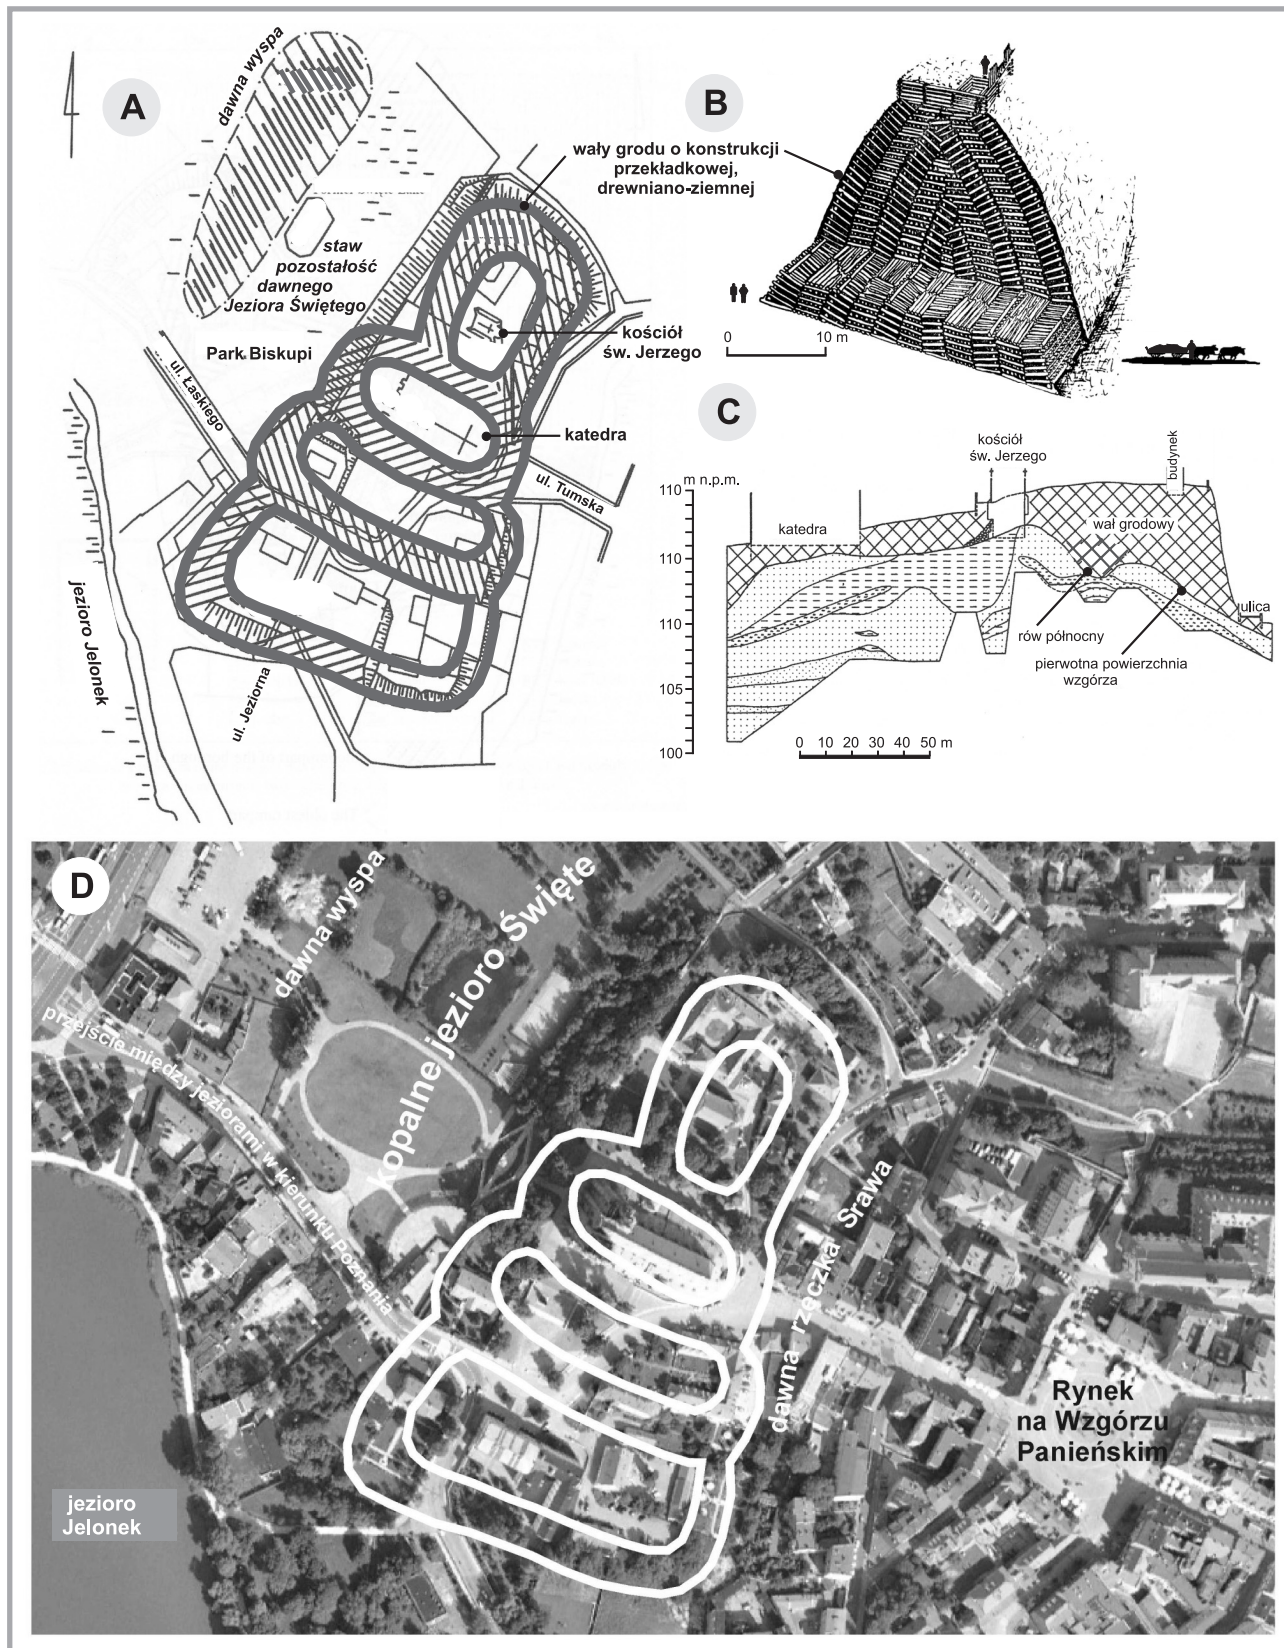 A
dawna wyspa
staw
pozostałość
dawnego
Jeziora Świętego
Park Biskupi
ul. Łaskiego
jezioro Jelonek
ul. Jeziorna
ul. Tumska
wały grodu o konstrukcji
przekładkowej,
drewniano-ziemnej
kościół
św. Jerzego
katedra
B
0 10 m
C
kościół
św. Jerzego
budynek
110 m n.p.m.
katedra
wał grodowy
110
110
ulica
rów północny
pierwotna powierzchnia
wzgórza
105
100
0 10 20 30 40 50 m
D
dawna wyspa
kopalne jezioro Święte
przejście między jeziorami w kierunku Poznania
dawna rzeczka Srawa
Rynek
na Wzgórzu
Panieńskim
jezioro
Jelonek